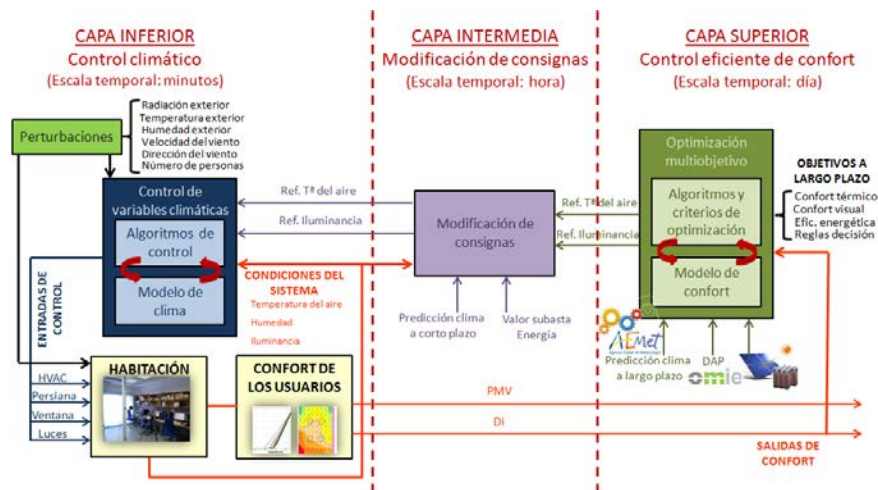 CAPA INFERIOR
Control climático
(Escala temporal: minutos)
CAPA INTERMEDIA
Modificación de consignas
(Escala temporal: hora)
CAPA SUPERIOR
Control eficiente de confort
(Escala temporal: día)
Perturbaciones
Radiación exterior
Temperatura exterior
Humedad exterior
Velocidad del viento
Dirección del viento
Número de personas
Control de
variables climáticas
Algoritmos de
control
Modelo de
clima
Ref. Tª del aire
Ref. Iluminancia
CONDICIONES DEL
SISTEMA
Temperatura del aire
Humedad
Iluminancia
ENTRADAS DE
CONTROL
HVAC
Persiana
Ventana
Luces
HABITACIÓN
CONFORT DE
LOS USUARIOS
Modificación de
consignas
Predicción clima
a corto plazo
Valor subasta
Energía
Ref. Tª del aire
Ref. Iluminancia
Optimización
multiobjetivo
Algoritmos y
criterios de
optimización
Modelo de
confort
OBJETIVOS A
LARGO PLAZO
Confort térmico
Confort visual
Efic. energética
Reglas decisión
AEMet
Predicción clima
a largo plazo
DAP
omie
PMV
Di
SALIDAS DE
CONFORT